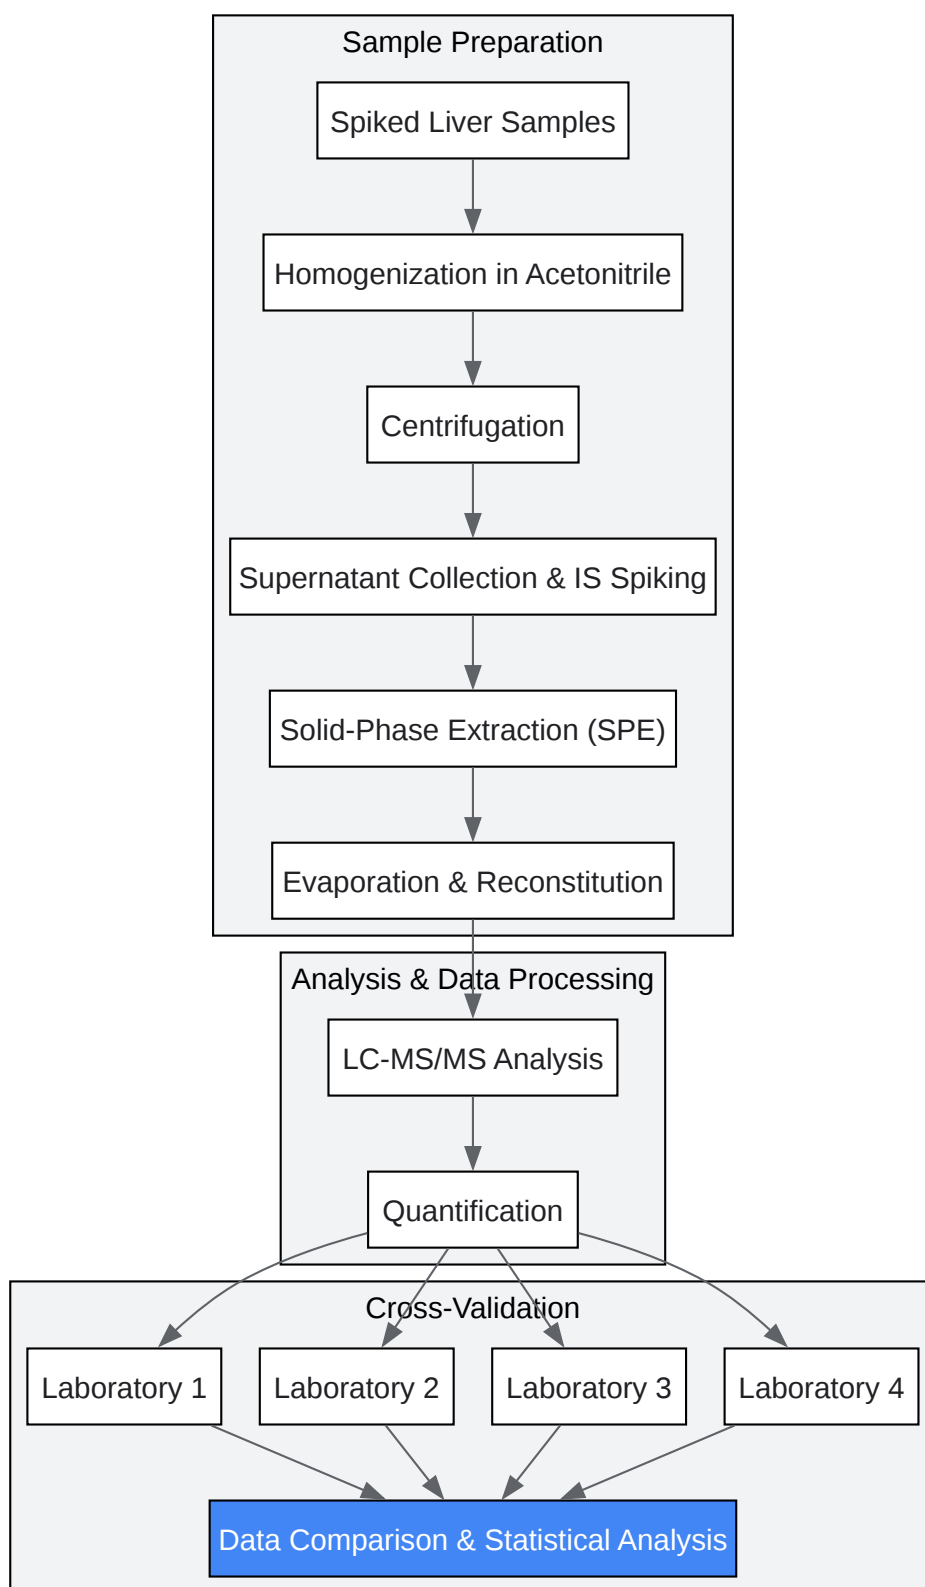 Sample Preparation
Spiked Liver Samples
Homogenization in Acetonitrile
Centrifugation
Supernatant Collection & IS Spiking
Solid-Phase Extraction (SPE)
Evaporation & Reconstitution
Analysis & Data Processing
LC-MS/MS Analysis
Quantification
Cross-Validation
Laboratory 1
Laboratory 2
Laboratory 3
Laboratory 4
Data Comparison & Statistical Analysis